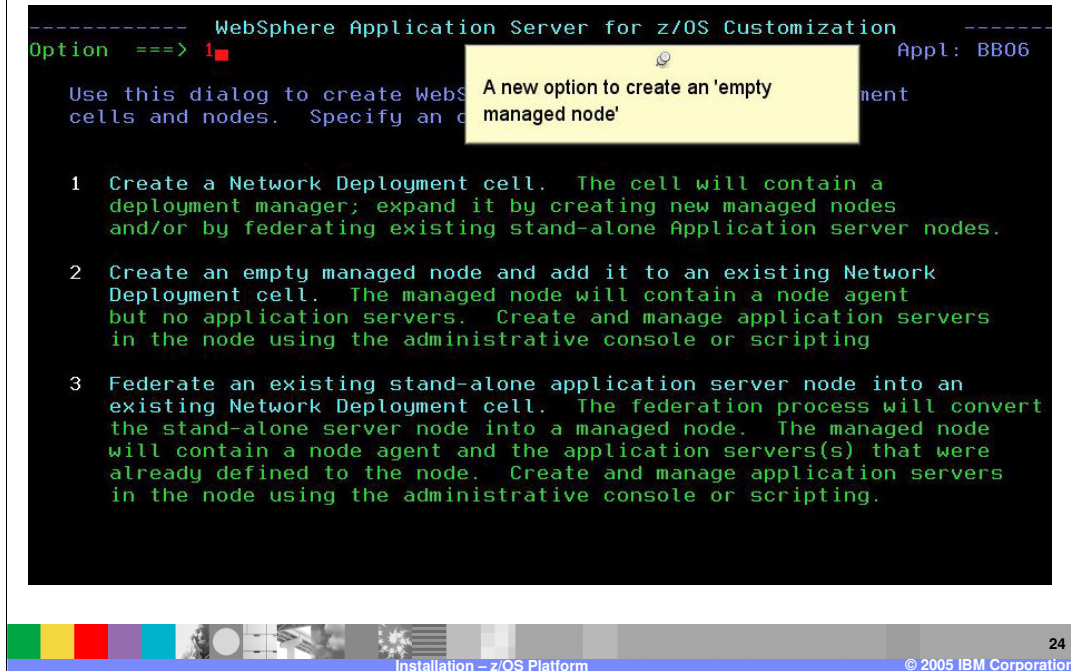 ------------ WebSphere Application Server for z/OS Customization -------
Option ===> 1 Appl: BBO6
A new option to create an 'empty
managed node'
Use this dialog to create WebS ment
cells and nodes. Specify an
1 Create a Network Deployment cell. The cell will contain a
deployment manager; expand it by creating new managed nodes
and/or by federating existing stand-alone Application server nodes.
2 Create an empty managed node and add it to an existing Network
Deployment cell. The managed node will contain a node agent
but no application servers. Create and manage application servers
in the node using the administrative console or scripting
3 Federate an existing stand-alone application server node into an
existing Network Deployment cell. The federation process will convert
the stand-alone server node into a managed node. The managed node
will contain a node agent and the application servers(s) that were
already defined to the node. Create and manage application servers
in the node using the administrative console or scripting.
24
Installation – z/OS Platform © 2005 IBM Corporation